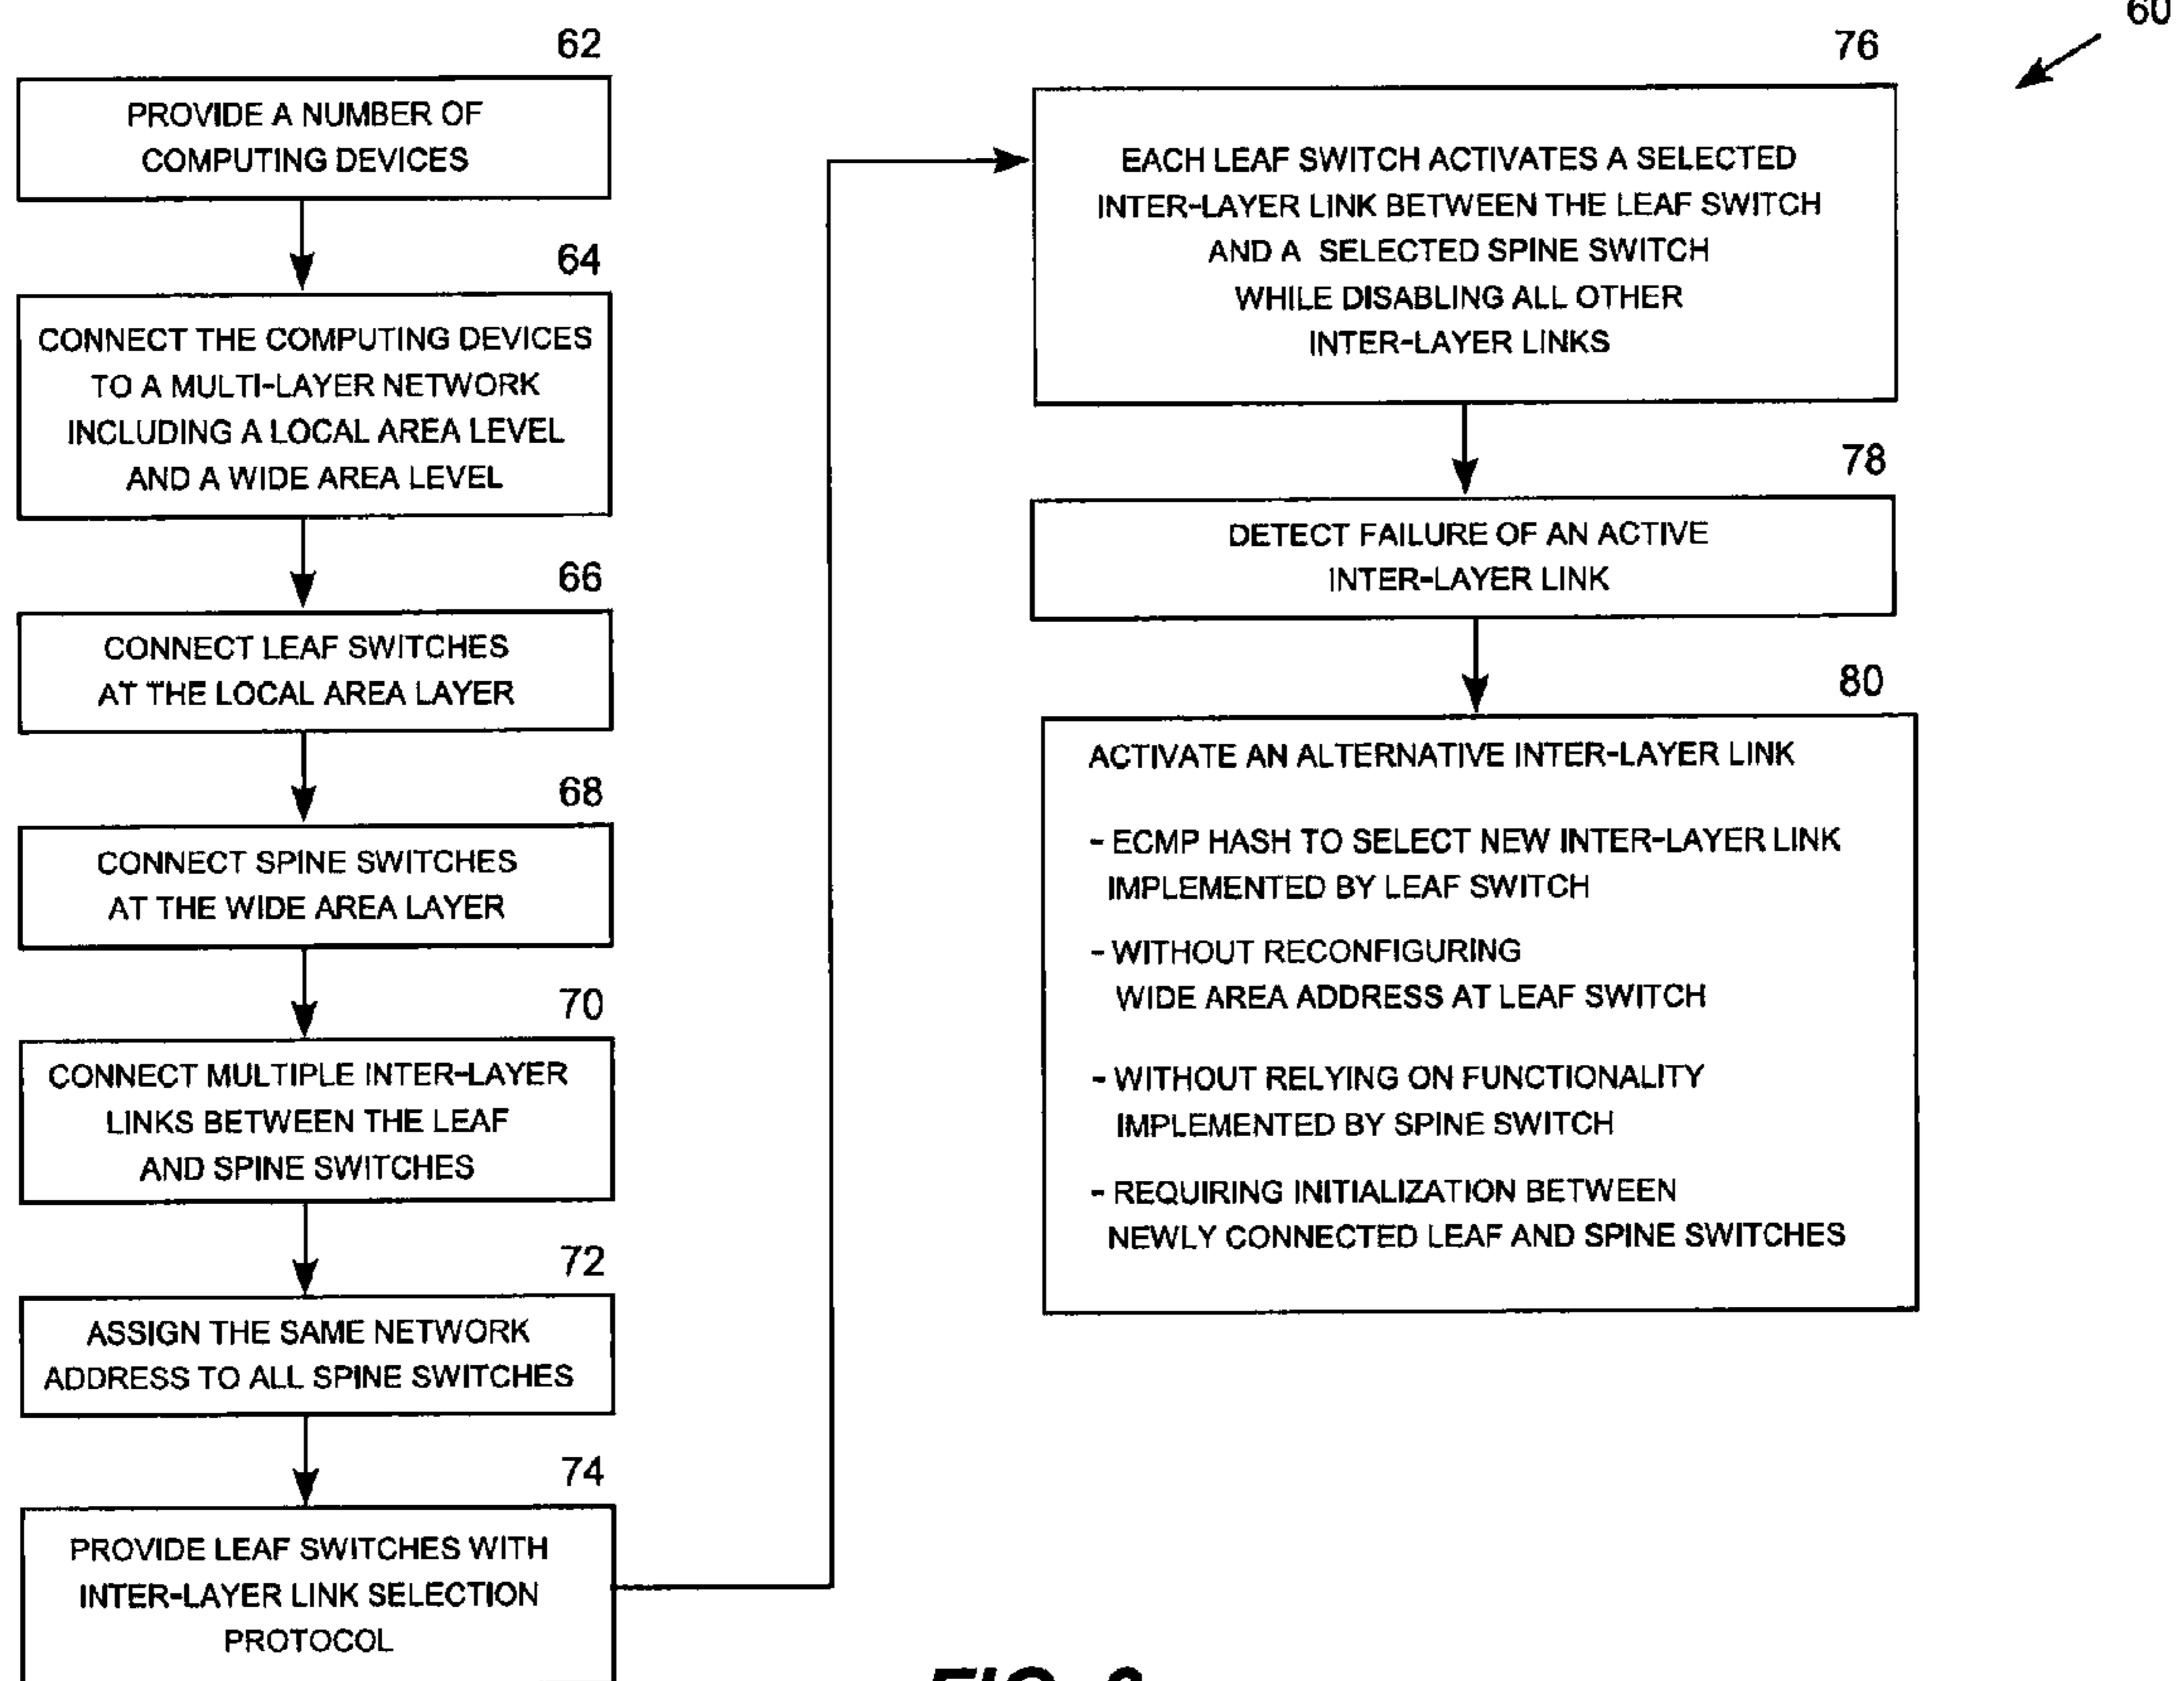 60
62
PROVIDE A NUMBER OF
COMPUTING DEVICES
64
CONNECT THE COMPUTING DEVICES
TO A MULTI-LAYER NETWORK
INCLUDING A LOCAL AREA LEVEL
AND A WIDE AREA LEVEL
66
CONNECT LEAF SWITCHES
AT THE LOCAL AREA LAYER
68
CONNECT SPINE SWITCHES
AT THE WIDE AREA LAYER
70
CONNECT MULTIPLE INTER-LAYER
LINKS BETWEEN THE LEAF
AND SPINE SWITCHES
72
ASSIGN THE SAME NETWORK
ADDRESS TO ALL SPINE SWITCHES
74
PROVIDE LEAF SWITCHES WITH
INTER-LAYER LINK SELECTION
PROTOCOL
76
EACH LEAF SWITCH ACTIVATES A SELECTED
INTER-LAYER LINK BETWEEN THE LEAF SWITCH
AND A SELECTED SPINE SWITCH
WHILE DISABLING ALL OTHER
INTER-LAYER LINKS
78
DETECT FAILURE OF AN ACTIVE
INTER-LAYER LINK
80
ACTIVATE AN ALTERNATIVE INTER-LAYER LINK
- ECMP HASH TO SELECT NEW INTER-LAYER LINK
IMPLEMENTED BY LEAF SWITCH
- WITHOUT RECONFIGURING
WIDE AREA ADDRESS AT LEAF SWITCH
- WITHOUT RELYING ON FUNCTIONALITY
IMPLEMENTED BY SPINE SWITCH
- REQUIRING INITIALIZATION BETWEEN
NEWLY CONNECTED LEAF AND SPINE SWITCHES
FIG.